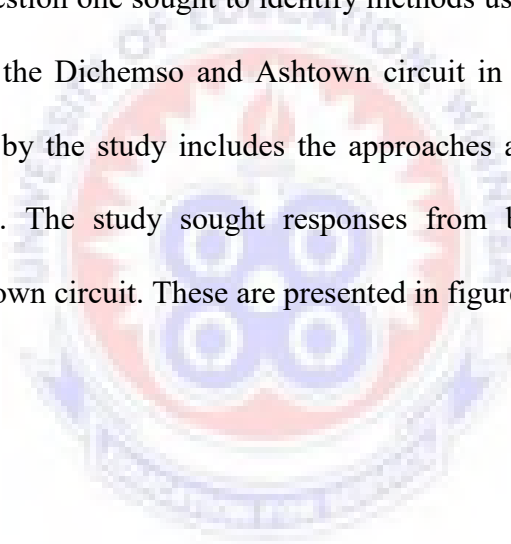 estion one sought to identify methods us
the Dichemso and Ashtown circuit in
by the study includes the approaches a
. The study sought responses from b
own circuit. These are presented in figure